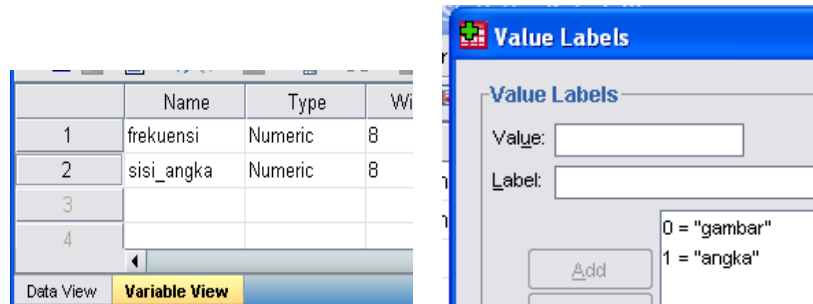 Name Type Wi
1 frekuensi Numeric 8
2 sisi_angka Numeric 8
3
4
Data View Variable View
Value Labels
Value Labels
Value:
Label:
0 = "gambar"
1 = "angka"
Add